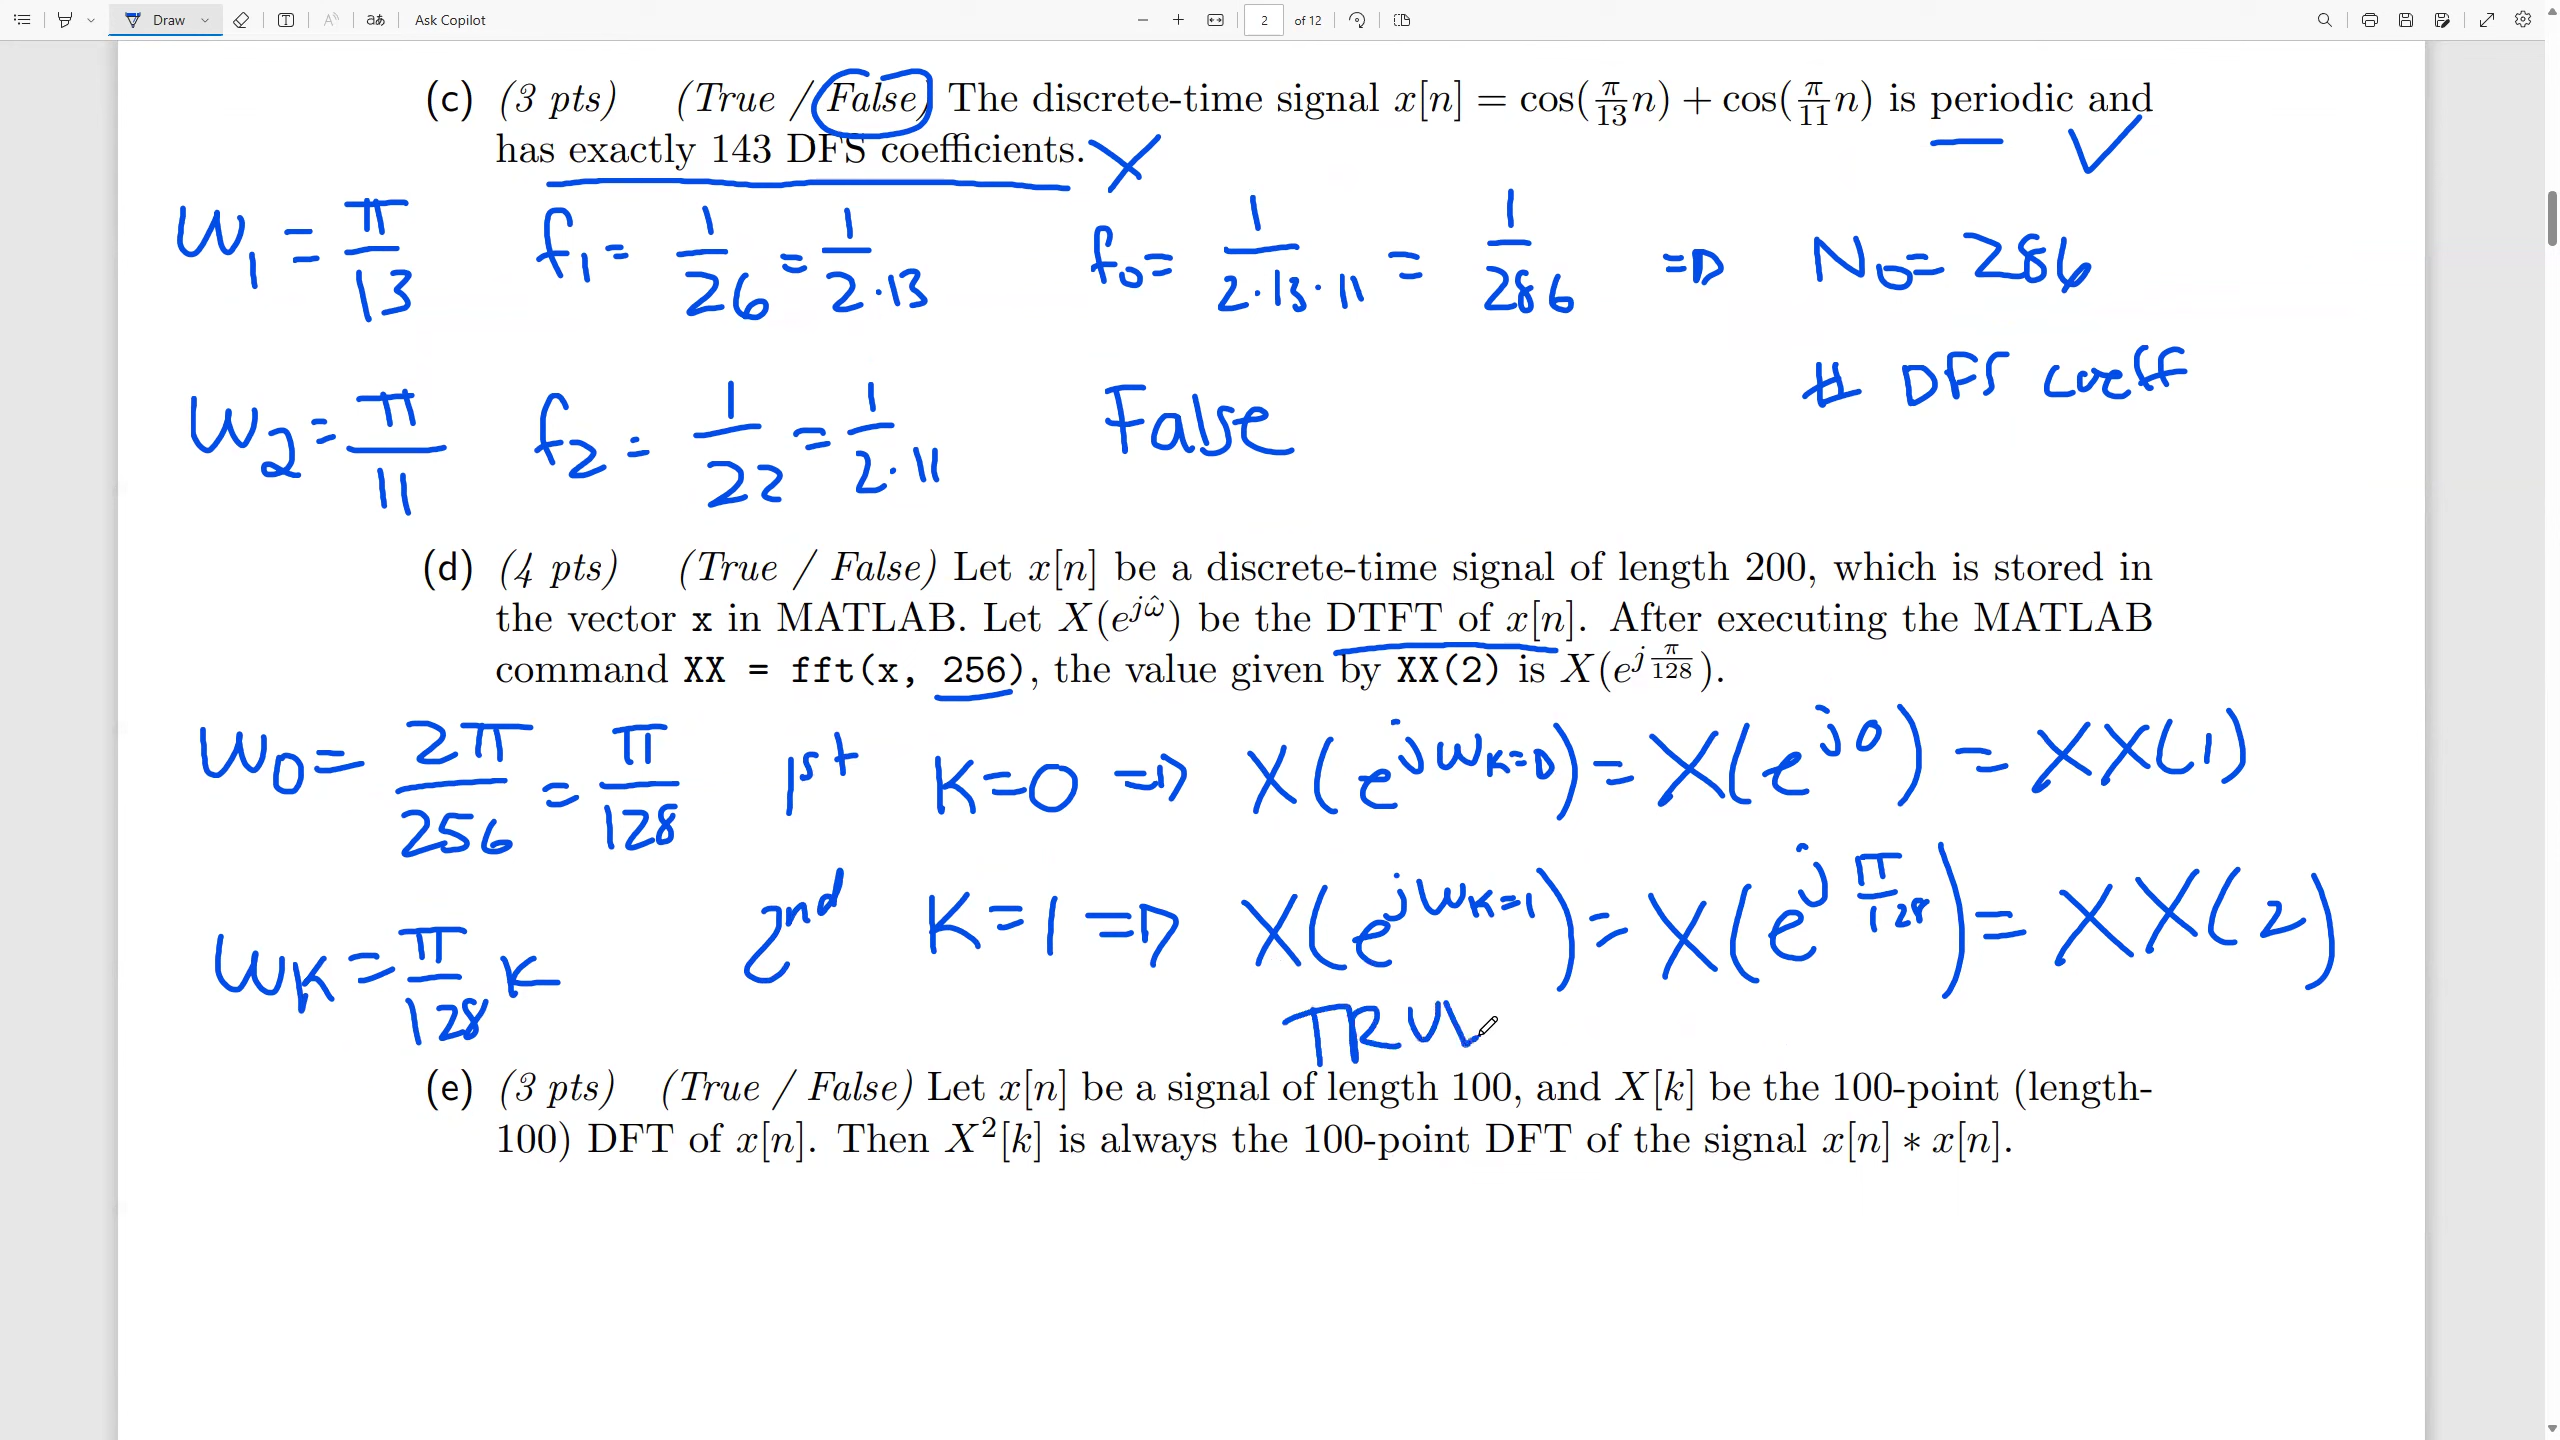 Draw Ask Copilot 2 of 12
(c) (3 pts) (True / False) The discrete-time signal x[n] = cos(π/13 n) + cos(π/11 n) is periodic and
has exactly 143 DFS coefficients. X ✓
W₁ = π/13 f₁ = 1/26 = 1/2·13 f₀ = 1/2·13·11 = 1/286 => N₀ = 286
# DFS coeff
W₂ = π/11 f₂ = 1/22 = 1/2·11 False
(d) (4 pts) (True / False) Let x[n] be a discrete-time signal of length 200, which is stored in
the vector x in MATLAB. Let X(e^{jω̂}) be the DTFT of x[n]. After executing the MATLAB
command XX = fft(x, 256), the value given by XX(2) is X(e^{j π/128}).
W₀ = 2π/256 = π/128 1st K=0 => X(e^{jW_{K=0}}) = X(e^{j0}) = XX(1)
W_K = π/128 K 2nd K=1 => X(e^{jW_{K=1}}) = X(e^{j π/128}) = XX(2)
TRU
(e) (3 pts) (True / False) Let x[n] be a signal of length 100, and X[k] be the 100-point (length-
100) DFT of x[n]. Then X²[k] is always the 100-point DFT of the signal x[n] ∗ x[n].